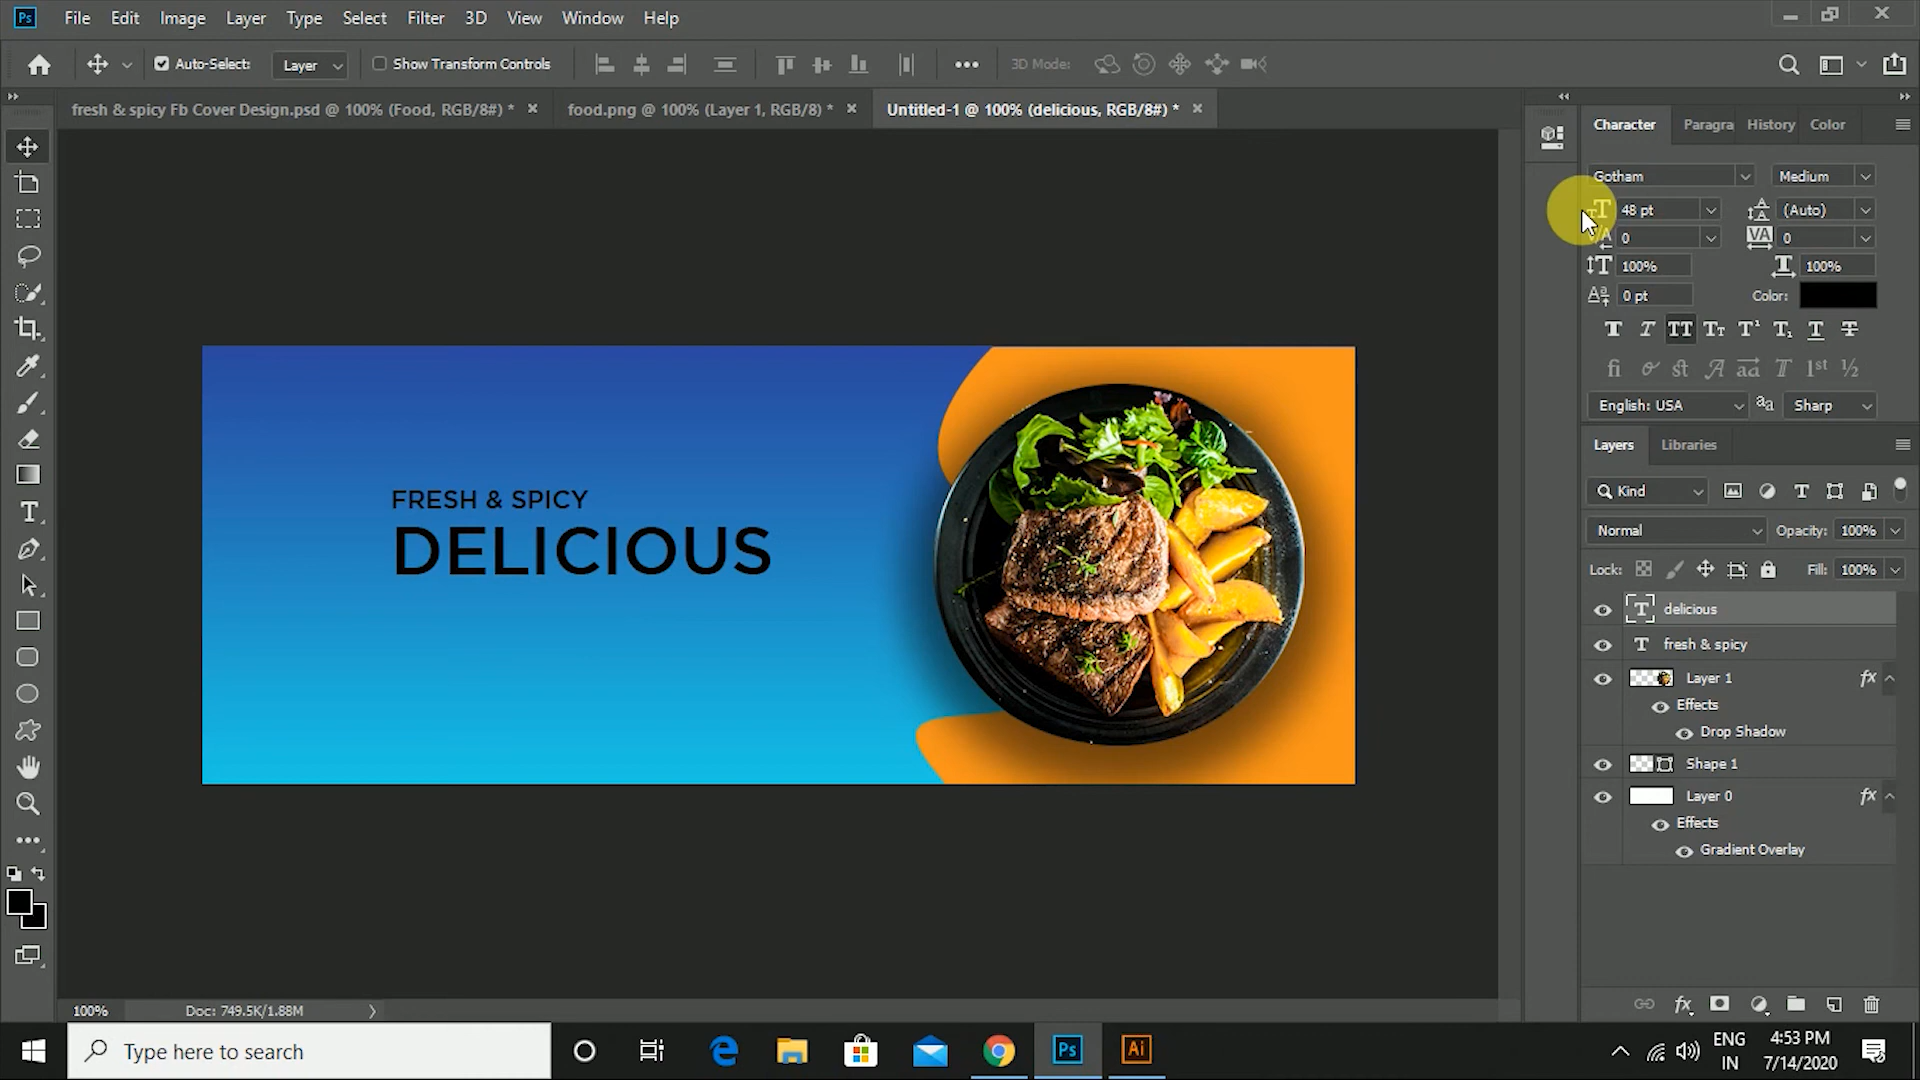 Ps File Edit Image Layer Type Select Filter 3D View Window Help
Auto-Select: Layer Show Transform Controls 3D Mode:
fresh & spicy Fb Cover Design.psd @ 100% (Food, RGB/8#) * food.png @ 100% (Layer 1, RGB/8) * Untitled-1 @ 100% (delicious, RGB/8#) *
Character Paragra History Color
Gotham Medium
48 pt (Auto)
0 0
100% 100%
0 pt Color:
English: USA Sharp
Layers Libraries
Kind
Normal Opacity: 100%
Lock: Fill: 100%
delicious
fresh & spicy
Layer 1 fx
Effects
Drop Shadow
Shape 1
Layer 0 fx
Effects
Gradient Overlay
FRESH & SPICY
DELICIOUS
100% Doc: 749.5K/1.88M
Type here to search
Ps Ai
ENG
IN
4:53 PM
7/14/2020